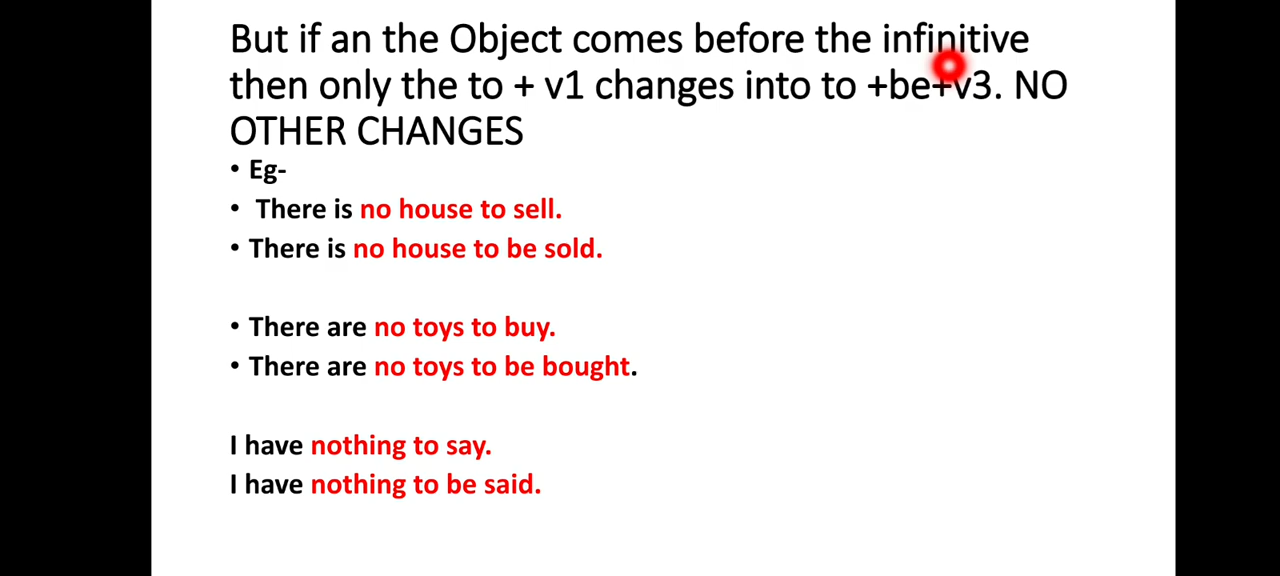 But if an the Object comes before the infinitive
then only the to + v1 changes into to +be+v3. NO
OTHER CHANGES
• Eg-
• There is no house to sell.
• There is no house to be sold.
• There are no toys to buy.
• There are no toys to be bought.
I have nothing to say.
I have nothing to be said.